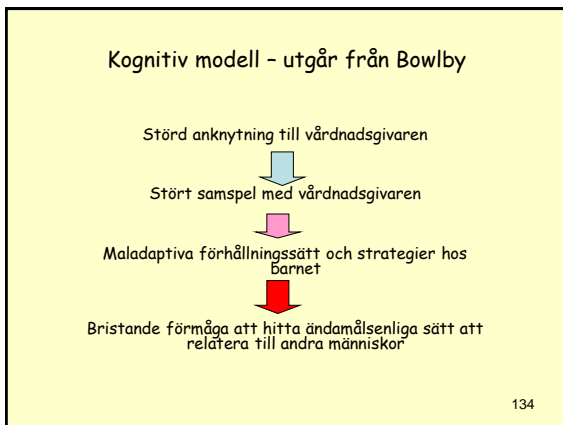 Kognitiv modell – utgår från Bowlby
Störd anknytning till vårdnadsgivaren
Stört samspel med vårdnadsgivaren
Maladaptiva förhållningssätt och strategier hos
barnet
Bristande förmåga att hitta ändamålsenliga sätt att
relatera till andra människor
134